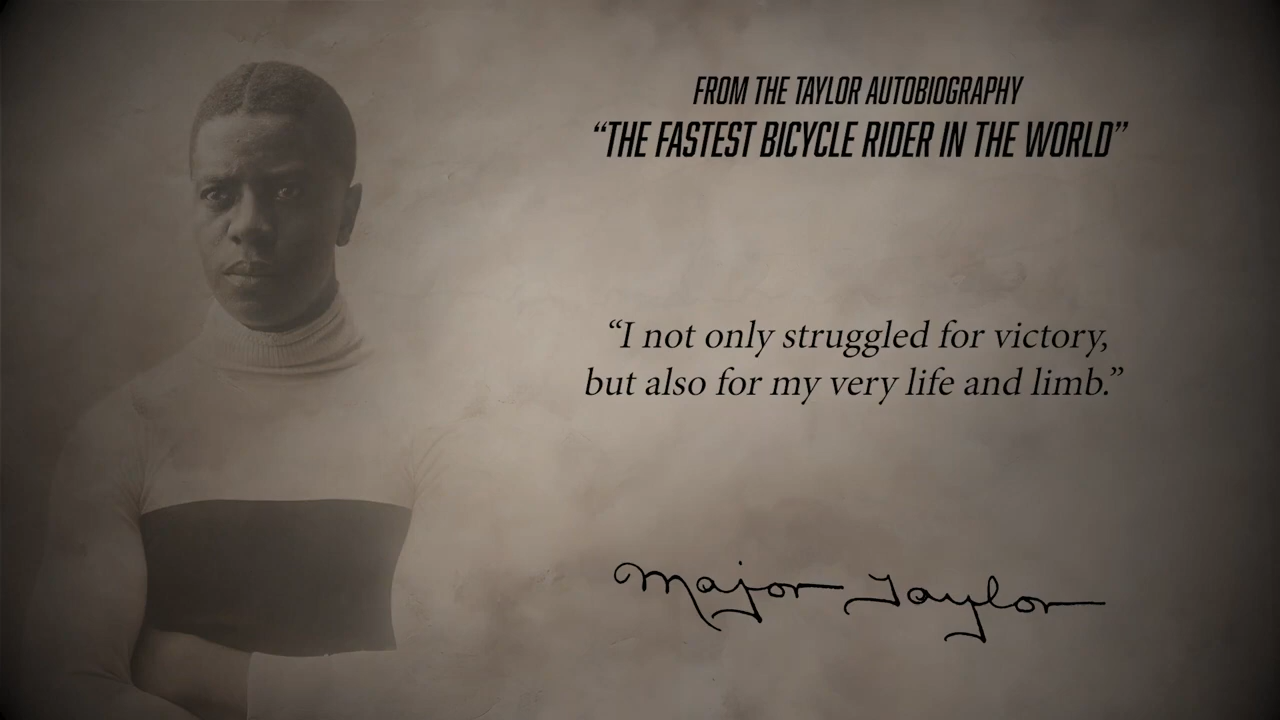 FROM THE TAYLOR AUTOBIOGRAPHY
“THE FASTEST BICYCLE RIDER IN THE WORLD”
“I not only struggled for victory,
but also for my very life and limb.”
Major Taylor